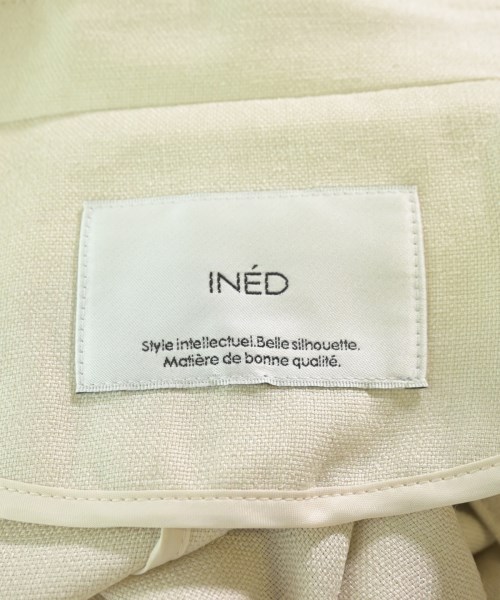 INÉD
Style intellectuel.Belle silhouette.
Matière de bonne qualité.